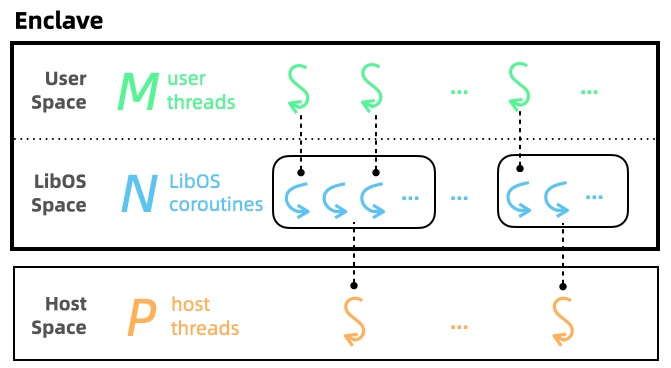 Enclave
User
Space
M
user
threads
...
...
LibOS
Space
N
LibOS
coroutines
...
...
...
Host
Space
P
host
threads
...